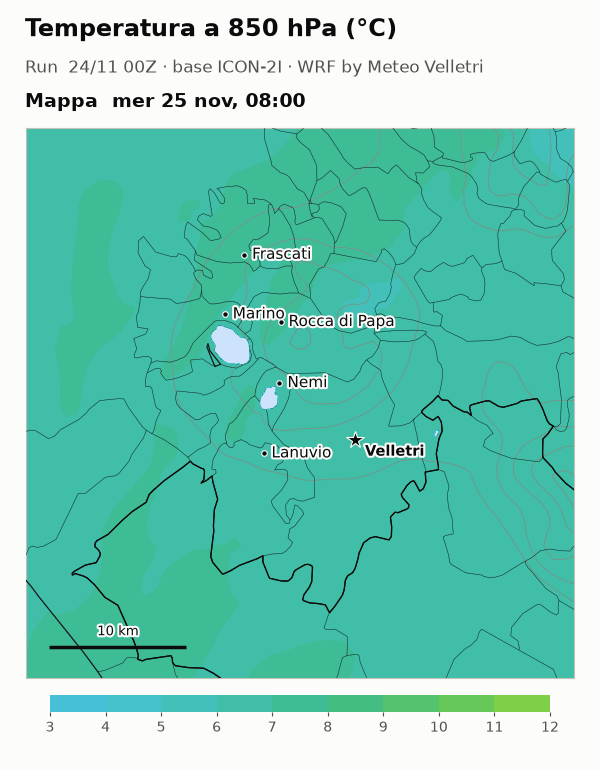 Temperatura a 850 hPa (°C)
Run  24/11 00Z · base ICON-2I · WRF by Meteo Velletri
Mappa  mer 25 nov, 08:00
Frascati
Marino
Rocca di Papa
Nemi
Velletri
Lanuvio
10 km
3 4 5 6 7 8 9 10 11 12